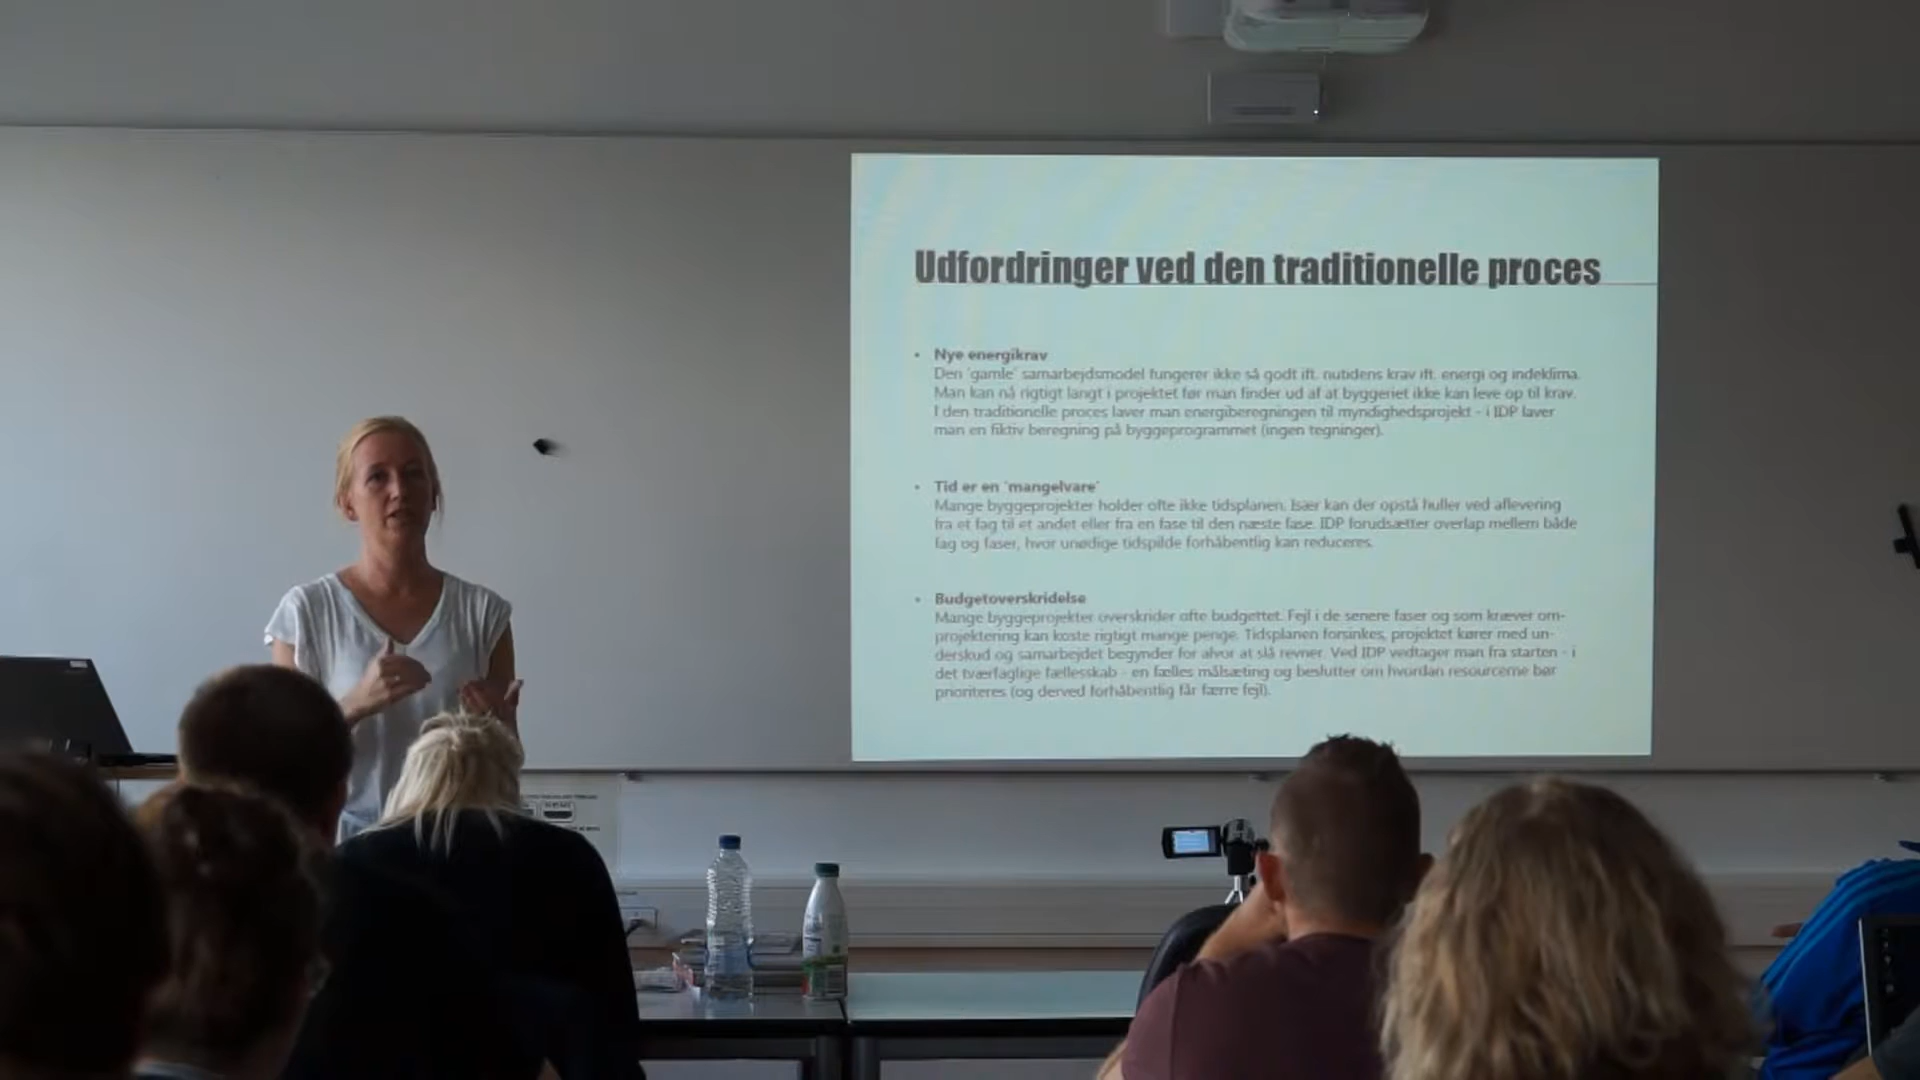 Udfordringer ved den traditionelle proces
• Nye energikrav
Den 'gamle' samarbejdsmodel fungerer ikke så godt ift. nutidens krav ift. energi og indeklima.
Man kan nå rigtigt langt i projektet før man finder ud af at byggeriet ikke kan leve op til krav.
I den traditionelle proces laver man energiberegningen til myndighedsprojekt - i IDP laver
man en fiktiv beregning på byggeprogrammet (ingen tegninger).
• Tid er en 'mangelvare'
Mange byggeprojekter holder ofte ikke tidsplanen. Især kan der opstå huller ved aflevering
fra et fag til et andet eller fra en fase til den næste fase. IDP forudsætter overlap mellem både
fag og faser, hvor unødige tidspilde forhåbentlig kan reduceres.
• Budgetoverskridelse
Mange byggeprojekter overskrider ofte budgettet. Fejl i de senere faser og som kræver om-
projektering kan koste rigtigt mange penge. Tidsplanen forsinkes, projektet kører med un-
derskud og samarbejdet begynder for alvor at slå revner. Ved IDP vedtager man fra starten - i
det tværfaglige fællesskab - en fælles målsæting og beslutter om hvordan resourcerne bør
prioriteres (og derved forhåbentlig får færre fejl).